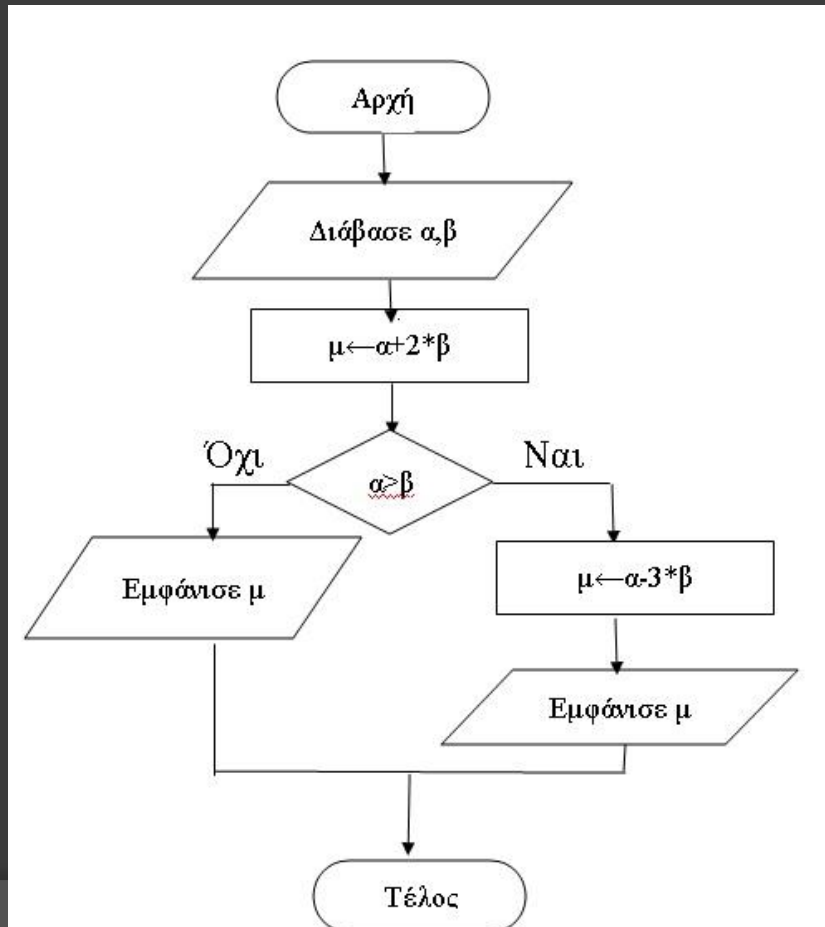 Αρχή
Διάβασε α,β
μ←α+2*β
Όχι
Ναι
α>β
Εμφάνισε μ
μ←α-3*β
Εμφάνισε μ
Τέλος